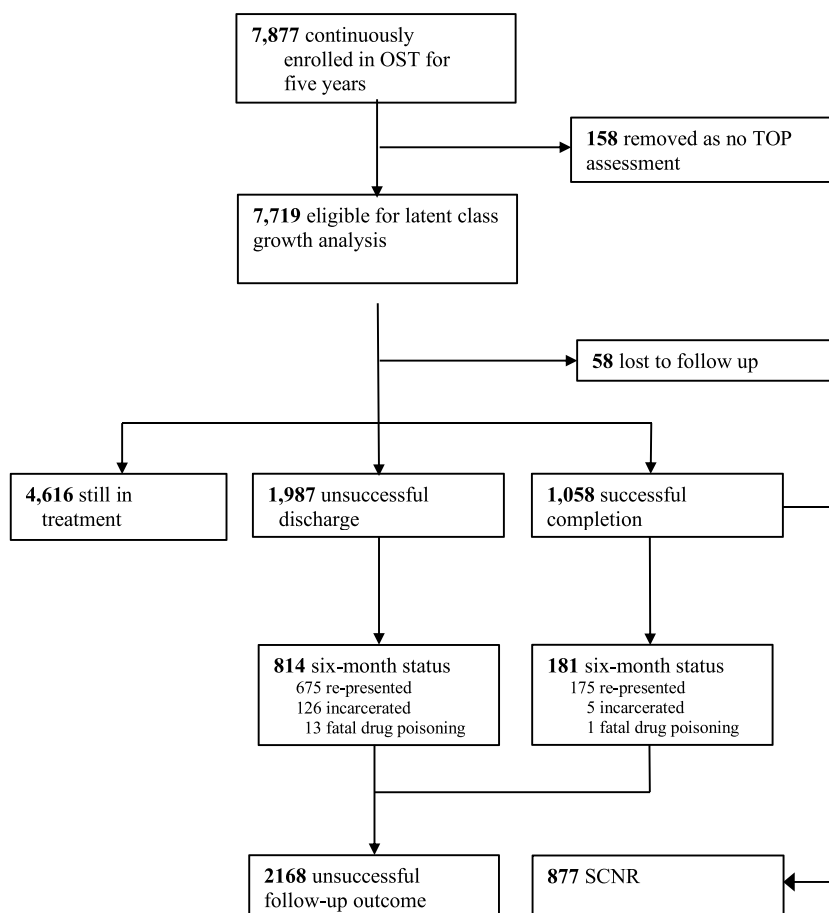 7,877 continuously
enrolled in OST for
five years
158 removed as no TOP
assessment
7,719 eligible for latent class
growth analysis
58 lost to follow up
4,616 still in
treatment
1,987 unsuccessful
discharge
1,058 successful
completion
814 six-month status
675 re-presented
126 incarcerated
13 fatal drug poisoning
181 six-month status
175 re-presented
5 incarcerated
1 fatal drug poisoning
2168 unsuccessful
follow-up outcome
877 SCNR